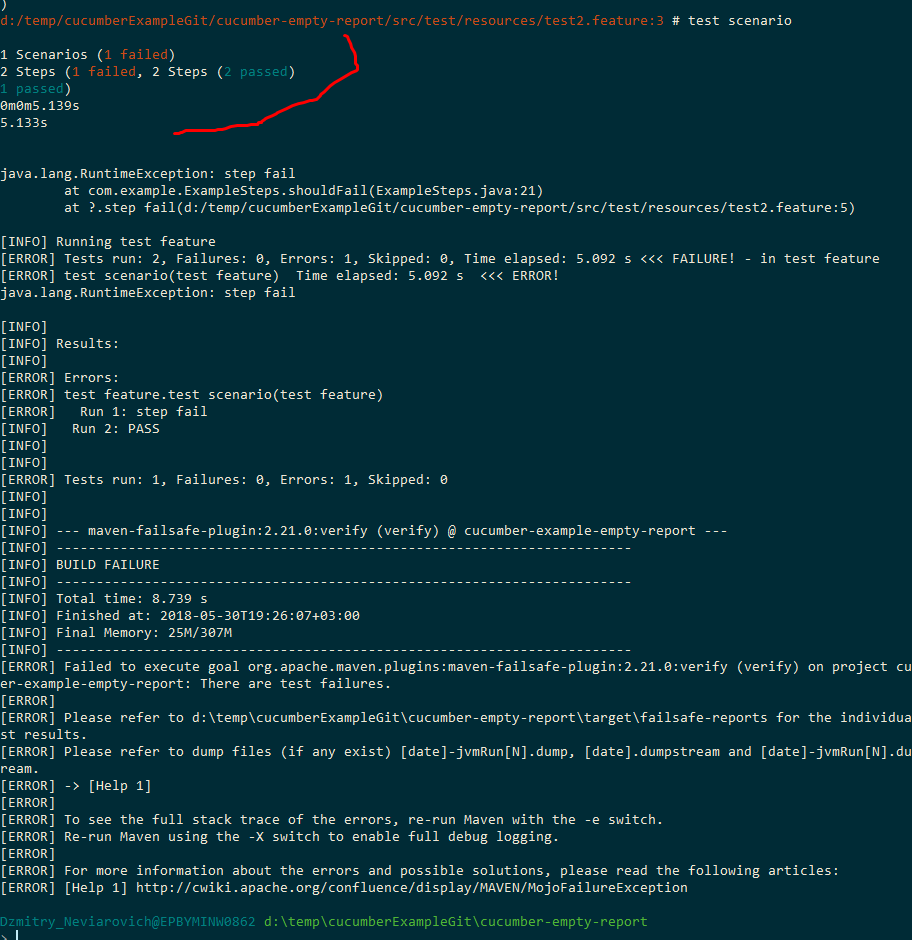 )
d:/temp/cucumberExampleGit/cucumber-empty-report/src/test/resources/test2.feature:3 # test scenario
1 Scenarios (1 failed)
2 Steps (1 failed, 2 Steps (2 passed)
1 passed)
0m0m5.139s
5.133s
java.lang.RuntimeException: step fail
at com.example.ExampleSteps.shouldFail(ExampleSteps.java:21)
at ?.step fail(d:/temp/cucumberExampleGit/cucumber-empty-report/src/test/resources/test2.feature:5)
[INFO] Running test feature
[ERROR] Tests run: 2, Failures: 0, Errors: 1, Skipped: 0, Time elapsed: 5.092 s <<< FAILURE! - in test feature
[ERROR] test scenario(test feature)  Time elapsed: 5.092 s  <<< ERROR!
java.lang.RuntimeException: step fail
[INFO]
[INFO] Results:
[INFO]
[ERROR] Errors:
[ERROR] test feature.test scenario(test feature)
[ERROR]   Run 1: step fail
[INFO]   Run 2: PASS
[INFO]
[INFO]
[ERROR] Tests run: 1, Failures: 0, Errors: 1, Skipped: 0
[INFO]
[INFO]
[INFO] --- maven-failsafe-plugin:2.21.0:verify (verify) @ cucumber-example-empty-report ---
[INFO] ------------------------------------------------------------------------
[INFO] BUILD FAILURE
[INFO] ------------------------------------------------------------------------
[INFO] Total time: 8.739 s
[INFO] Finished at: 2018-05-30T19:26:07+03:00
[INFO] Final Memory: 25M/307M
[INFO] ------------------------------------------------------------------------
[ERROR] Failed to execute goal org.apache.maven.plugins:maven-failsafe-plugin:2.21.0:verify (verify) on project cu
er-example-empty-report: There are test failures.
[ERROR]
[ERROR] Please refer to d:\temp\cucumberExampleGit\cucumber-empty-report\target\failsafe-reports for the individua
st results.
[ERROR] Please refer to dump files (if any exist) [date]-jvmRun[N].dump, [date].dumpstream and [date]-jvmRun[N].du
ream.
[ERROR] -> [Help 1]
[ERROR]
[ERROR] To see the full stack trace of the errors, re-run Maven with the -e switch.
[ERROR] Re-run Maven using the -X switch to enable full debug logging.
[ERROR]
[ERROR] For more information about the errors and possible solutions, please read the following articles:
[ERROR] [Help 1] http://cwiki.apache.org/confluence/display/MAVEN/MojoFailureException
Dzmitry_Neviarovich@EPBYMINW0862 d:\temp\cucumberExampleGit\cucumber-empty-report
>